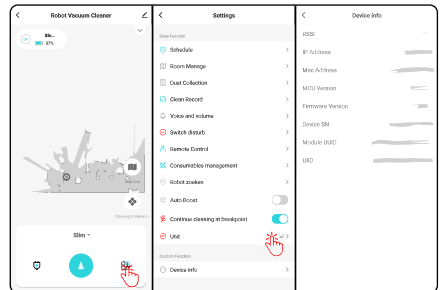 Robot Vacuum Cleaner
Sle...
87%
Cleaning Preference
Slim
Settings
Base Function
Schedule
Room Manage
Dust Collection
Clean Record
Voice and volume
Switch disturb
Remote Control
Consumables management
Robot zoeken
Auto Boost
Continue cleaning at breakpoint
Unit
Custom Function
Device info
Device info
RSSI
IP Address
Mac Address
MCU Version
Firmware Version
Device SN
Module UUID
UID